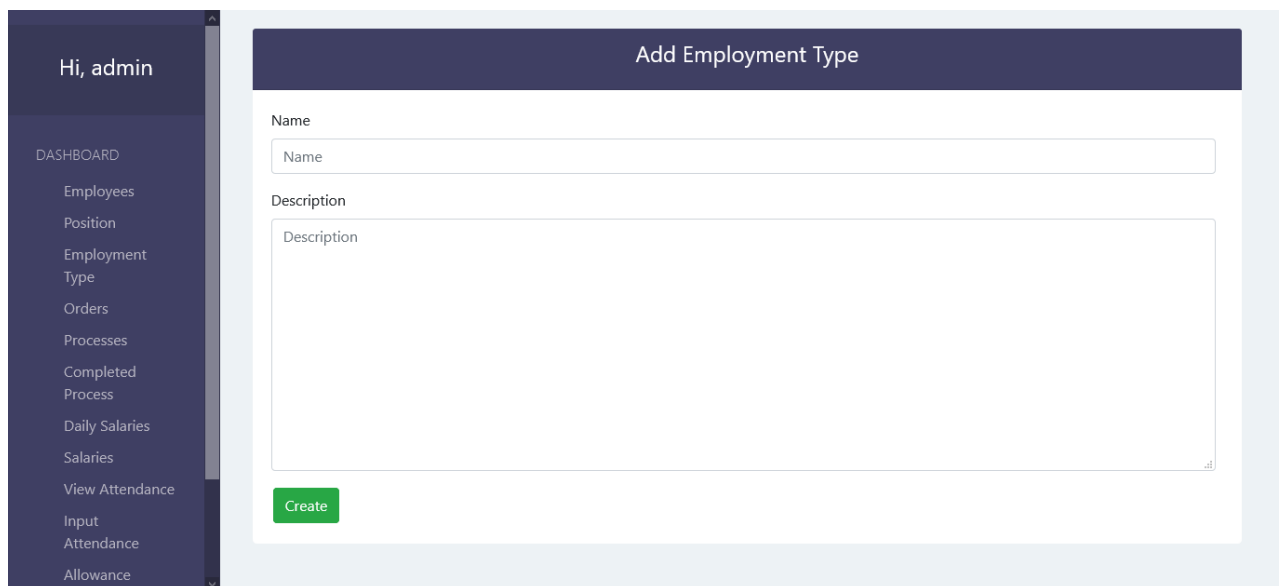 Hi, admin
DASHBOARD
Employees
Position
Employment
Type
Orders
Processes
Completed
Process
Daily Salaries
Salaries
View Attendance
Input
Attendance
Allowance
Add Employment Type
Name
Name
Description
Description
Create